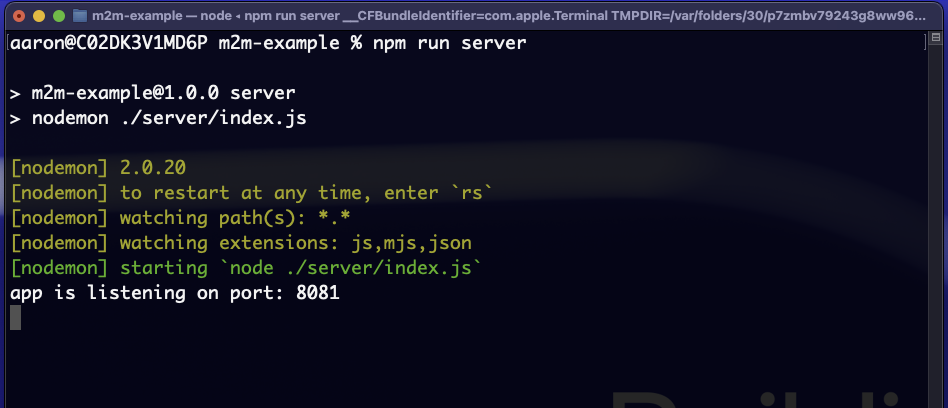 m2m-example — node ◂ npm run server __CFBundleIdentifier=com.apple.Terminal TMPDIR=/var/folders/30/p7zmbv79243g8ww96...
aaron@C02DK3V1MD6P m2m-example % npm run server
> m2m-example@1.0.0 server
> nodemon ./server/index.js
[nodemon] 2.0.20
[nodemon] to restart at any time, enter `rs`
[nodemon] watching path(s): *.*
[nodemon] watching extensions: js,mjs,json
[nodemon] starting `node ./server/index.js`
app is listening on port: 8081